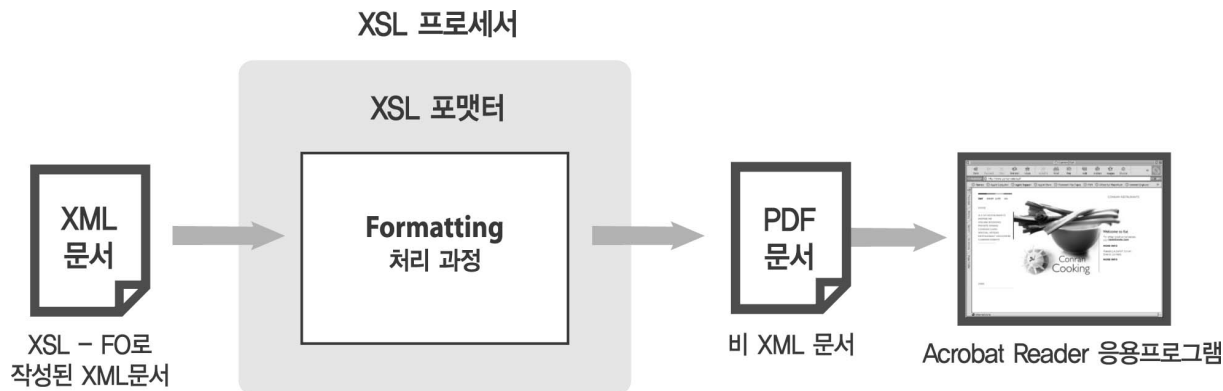 XSL 프로세서
XSL 포맷터
XML
문서
Formatting
처리 과정
PDF
문서
Conran
Cooking
XSL - FO로
작성된 XML문서
비 XML 문서
Acrobat Reader 응용프로그램